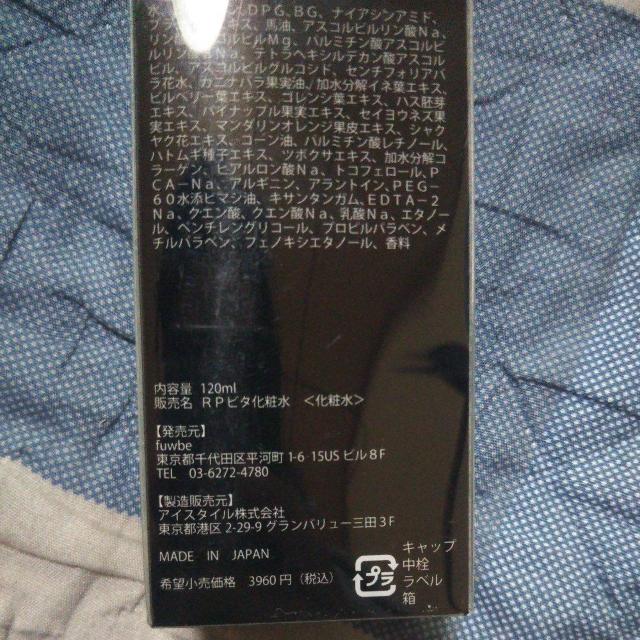 DPG、BG、ナイアシンアミド、
ス、馬油、アスコルビルリン酸Na、
リン ルビルMg、パルミチン酸アスコルビ
ルリ テトラヘキシルデカン酸アスコル
ビル、 コルビルグルコシド、センチフォリアバ
ラ花水、 果実油、加水分解イネ葉エキス、
ビルベリー葉エキス、ゴレンシ葉エキス、ハス胚芽
エキス、パイナップル果実エキス、セイヨウネズ果
実エキス、マンダリンオレンジ果皮エキス、シャク
ヤク花エキス、コーン油、パルミチン酸レチノール、
ハトムギ種子エキス、ツボクサエキス、加水分解コ
ラーゲン、ヒアルロン酸Na、トコフェロール、P
CA-Na、アルギニン、アラントイン、PEG-
60水添ヒマシ油、キサンタンガム、EDTA-2
Na、クエン酸、クエン酸Na、乳酸Na、エタノー
ル、ペンチレングリコール、プロピルパラベン、メ
チルパラベン、フェノキシエタノール、香料
内容量 120ml
販売名 RPビタ化粧水 <化粧水>
【発売元】
fuwbe
東京都千代田区平河町1-6-15USビル8F
TEL 03-6272-4780
【製造販売元】
アイスタイル株式会社
東京都港区2-29-9グランバリュー三田3F
MADE IN JAPAN
希望小売価格 3960円(税込)
プラ
キャップ
中栓
ラベル
箱